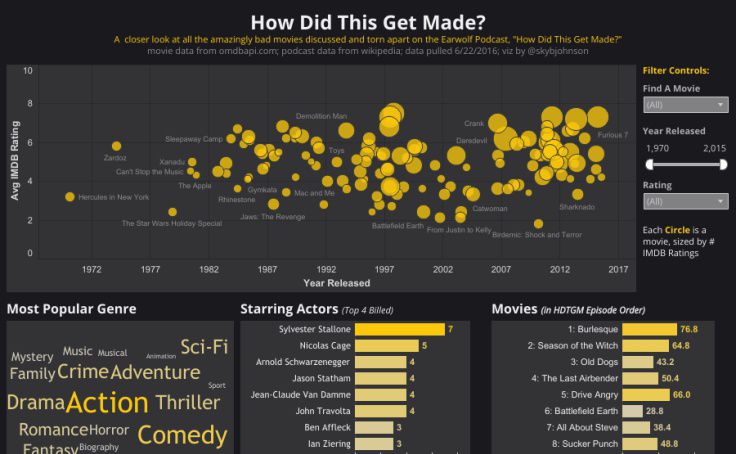 How Did This Get Made?
A closer look at all the amazingly bad movies discussed and torn apart on the Earwolf Podcast, "How Did This Get Made?"
movie data from omdbapi.com; podcast data from wikipedia; data pulled 6/22/2016; viz by @skybjohnson
Avg IMDB Rating
10
8
6
4
2
0
Demolition Man
Crank
Sleepaway Camp
Daredevil
Furious 7
Zardoz
Xanadu
Toys
Can't Stop the Music
The Apple
Gymkata
Mac and Me
Hercules in New York
Rhinestone
Catwoman
Sharknado
The Star Wars Holiday Special
Jaws: The Revenge
Battlefield Earth
From Justin to Kelly
Birdemic: Shock and Terror
1972 1977 1982 1987 1992 1997 2002 2007 2012 2017
Year Released
Filter Controls:
Find A Movie
(All)
Year Released
1,970 2,015
Rating
(All)
Each Circle is a
movie, sized by #
IMDB Ratings
Most Popular Genre
Sci-Fi
Mystery Music Musical Animation
Family Crime Adventure Sport
Drama Action Thriller
Romance Horror Comedy
Fantasy Biography
Starring Actors (Top 4 Billed)
Sylvester Stallone 7
Nicolas Cage 5
Arnold Schwarzenegger 4
Jason Statham 4
Jean-Claude Van Damme 4
John Travolta 4
Ben Affleck 3
Ian Ziering 3
Movies (in HDTGM Episode Order)
1: Burlesque 76.8
2: Season of the Witch 64.8
3: Old Dogs 43.2
4: The Last Airbender 50.4
5: Drive Angry 66.0
6: Battlefield Earth 28.8
7: All About Steve 38.4
8: Sucker Punch 48.8